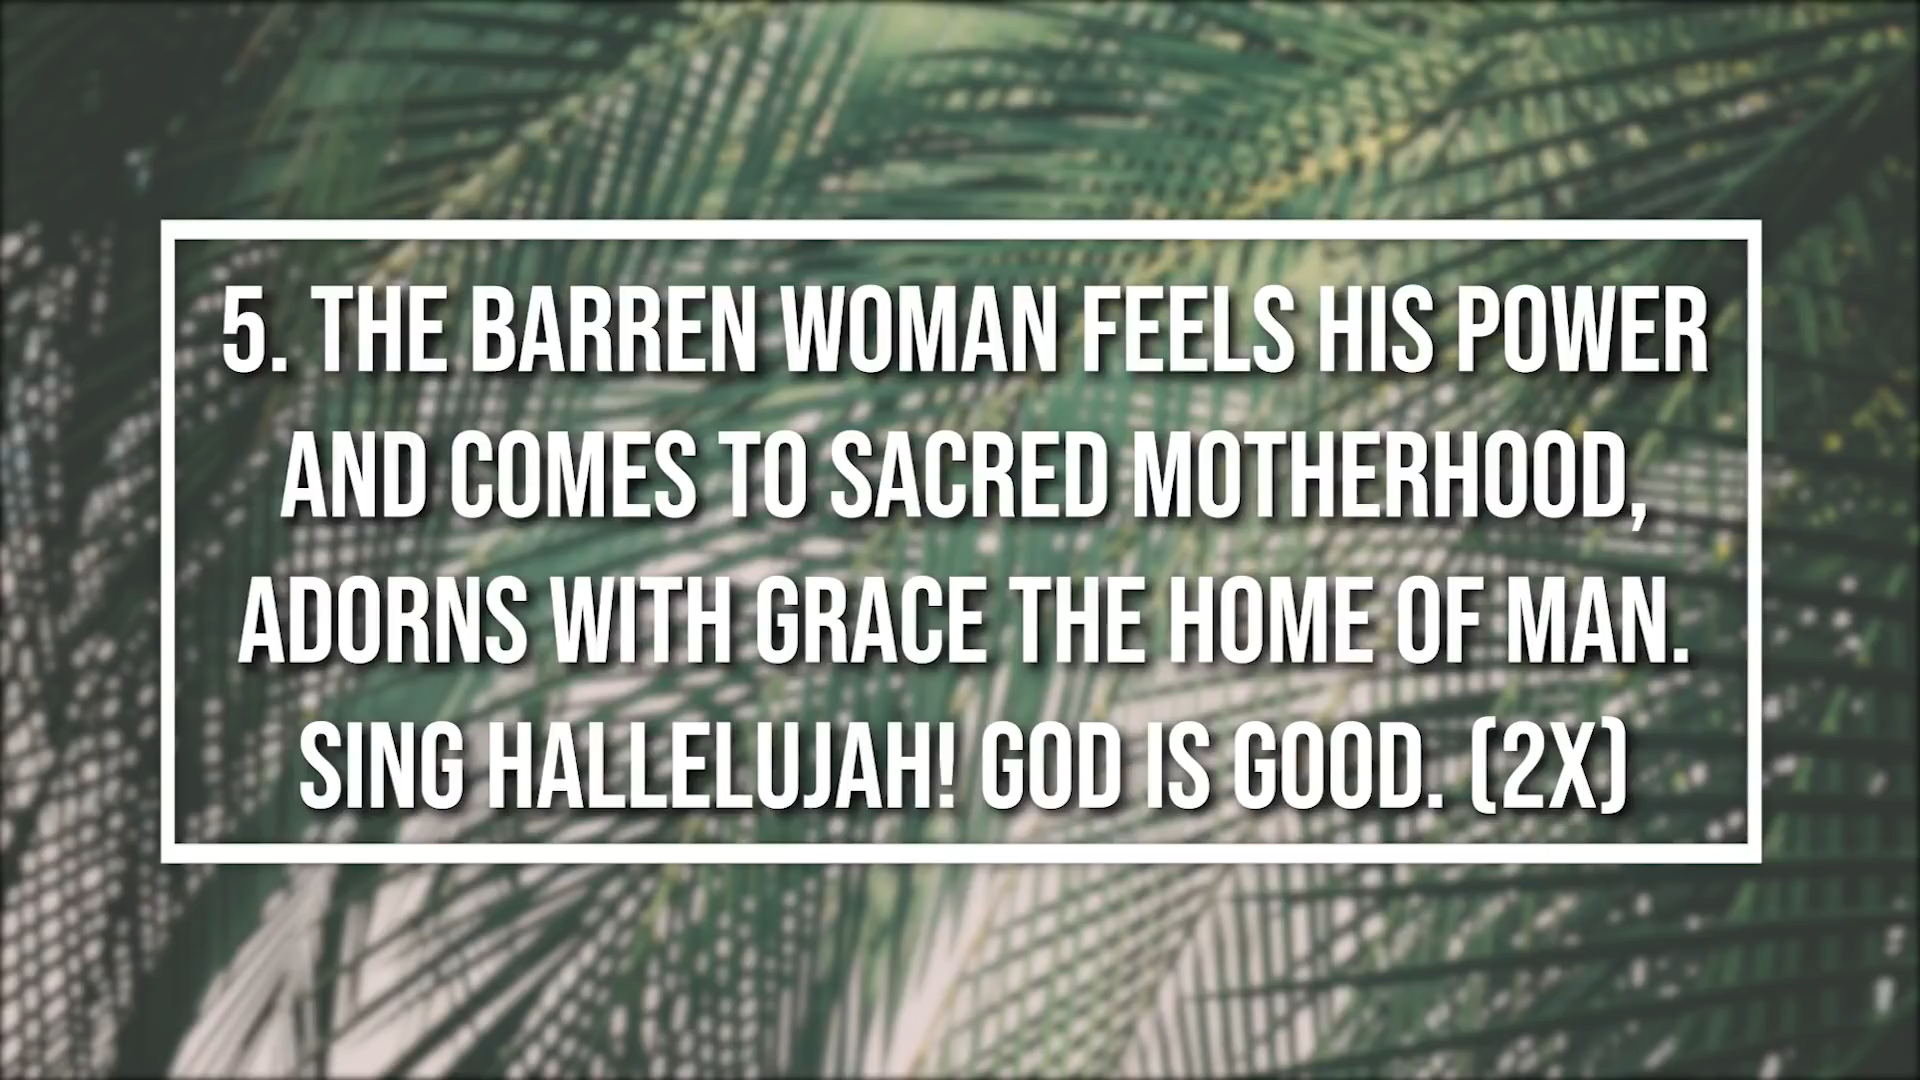 5. THE BARREN WOMAN FEELS HIS POWER
AND COMES TO SACRED MOTHERHOOD,
ADORNS WITH GRACE THE HOME OF MAN.
SING HALLELUJAH! GOD IS GOOD. (2X)